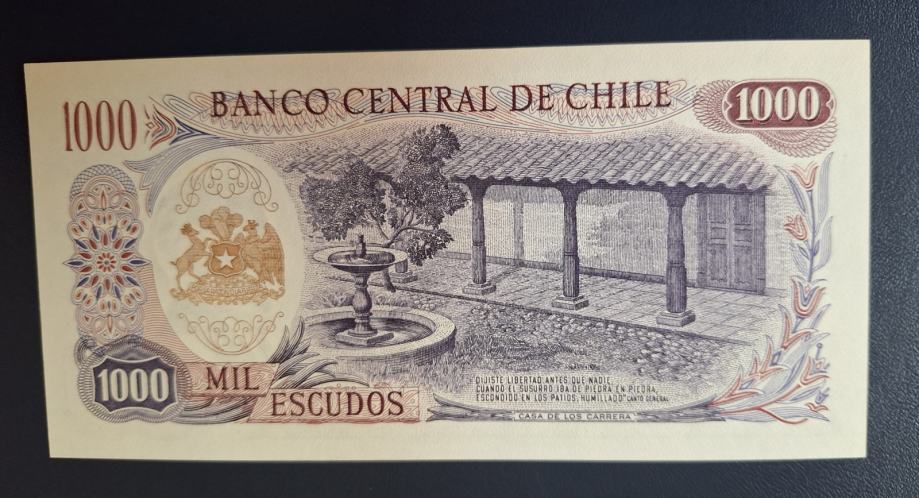 1000
BANCO CENTRAL DE CHILE
1000
1000
MIL
ESCUDOS
"DIJISTE LIBERTAD ANTES QUE NADIE,
CUANDO EL SUSURRO IBA DE PIEDRA EN PIEDRA,
ESCONDIDO EN LOS PATIOS, HUMILLADO" CANTO GENERAL
CASA DE LOS CARRERA